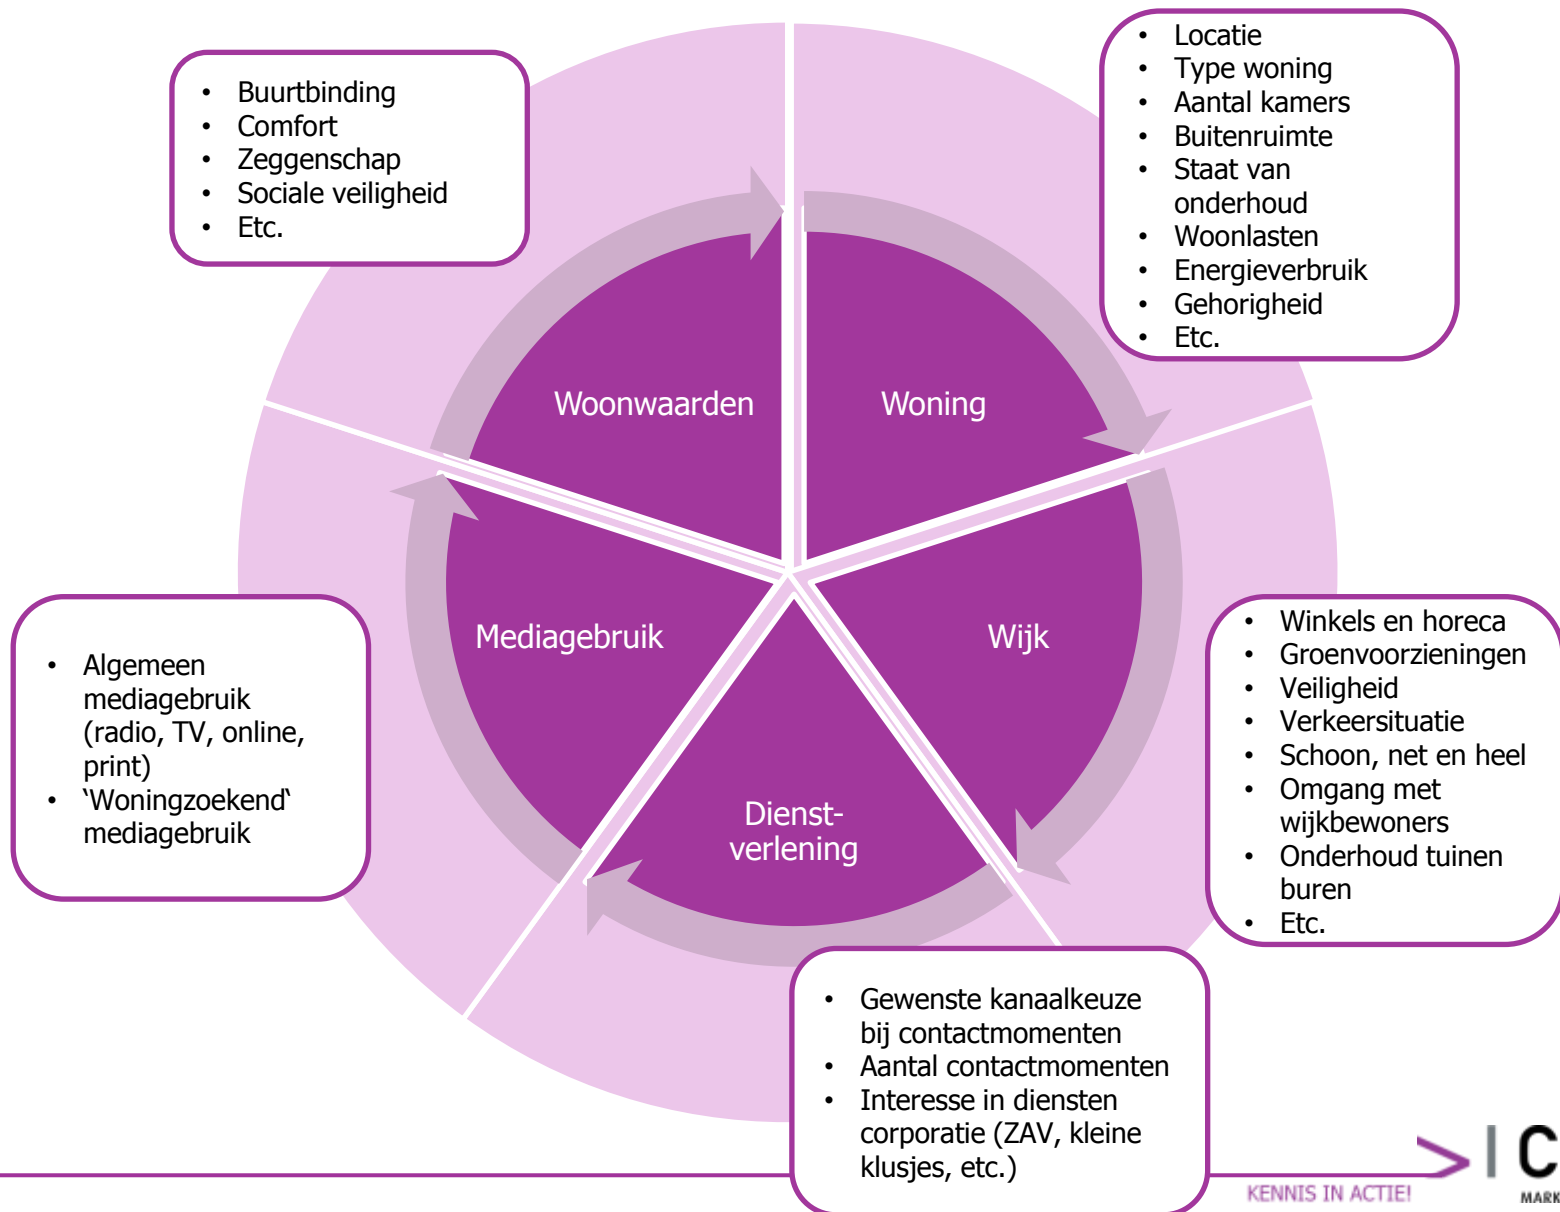 • Buurtbinding
• Comfort
• Zeggenschap
• Sociale veiligheid
• Etc.
• Locatie
• Type woning
• Aantal kamers
• Buitenruimte
• Staat van
onderhoud
• Woonlasten
• Energieverbruik
• Gehorigheid
• Etc.
Woonwaarden
Woning
Mediagebruik
Wijk
Dienst-
verlening
• Algemeen
mediagebruik
(radio, TV, online,
print)
• ‘Woningzoekend‘
mediagebruik
• Winkels en horeca
• Groenvoorzieningen
• Veiligheid
• Verkeersituatie
• Schoon, net en heel
• Omgang met
wijkbewoners
• Onderhoud tuinen
buren
• Etc.
• Gewenste kanaalkeuze
bij contactmomenten
• Aantal contactmomenten
• Interesse in diensten
corporatie (ZAV, kleine
klusjes, etc.)
KENNIS IN ACTIE!
>|C
MARK